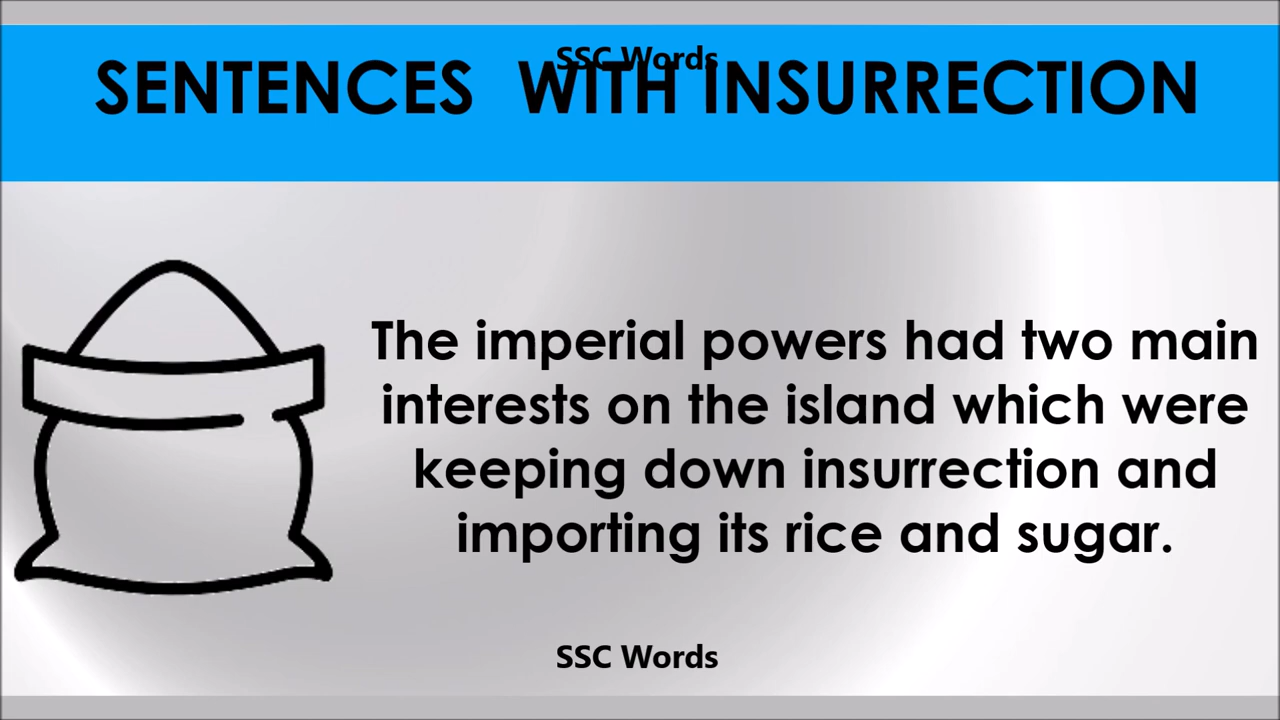 SSC Words
SENTENCES WITH INSURRECTION
The imperial powers had two main
interests on the island which were
keeping down insurrection and
importing its rice and sugar.
SSC Words